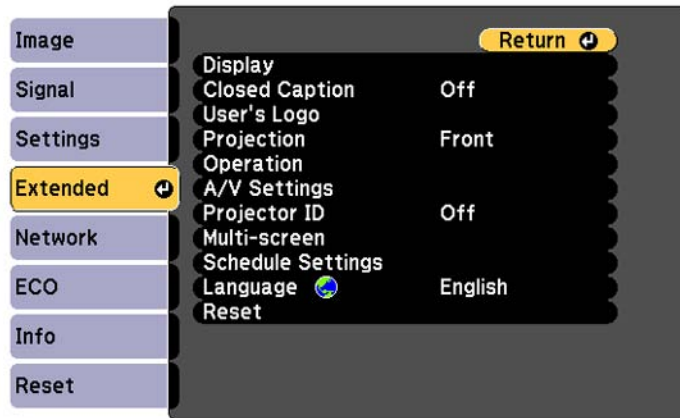 Image
Signal
Settings
Extended
Network
ECO
Info
Reset
Return
Display
Closed Caption Off
User's Logo
Projection Front
Operation
A/V Settings
Projector ID Off
Multi-screen
Schedule Settings
Language English
Reset